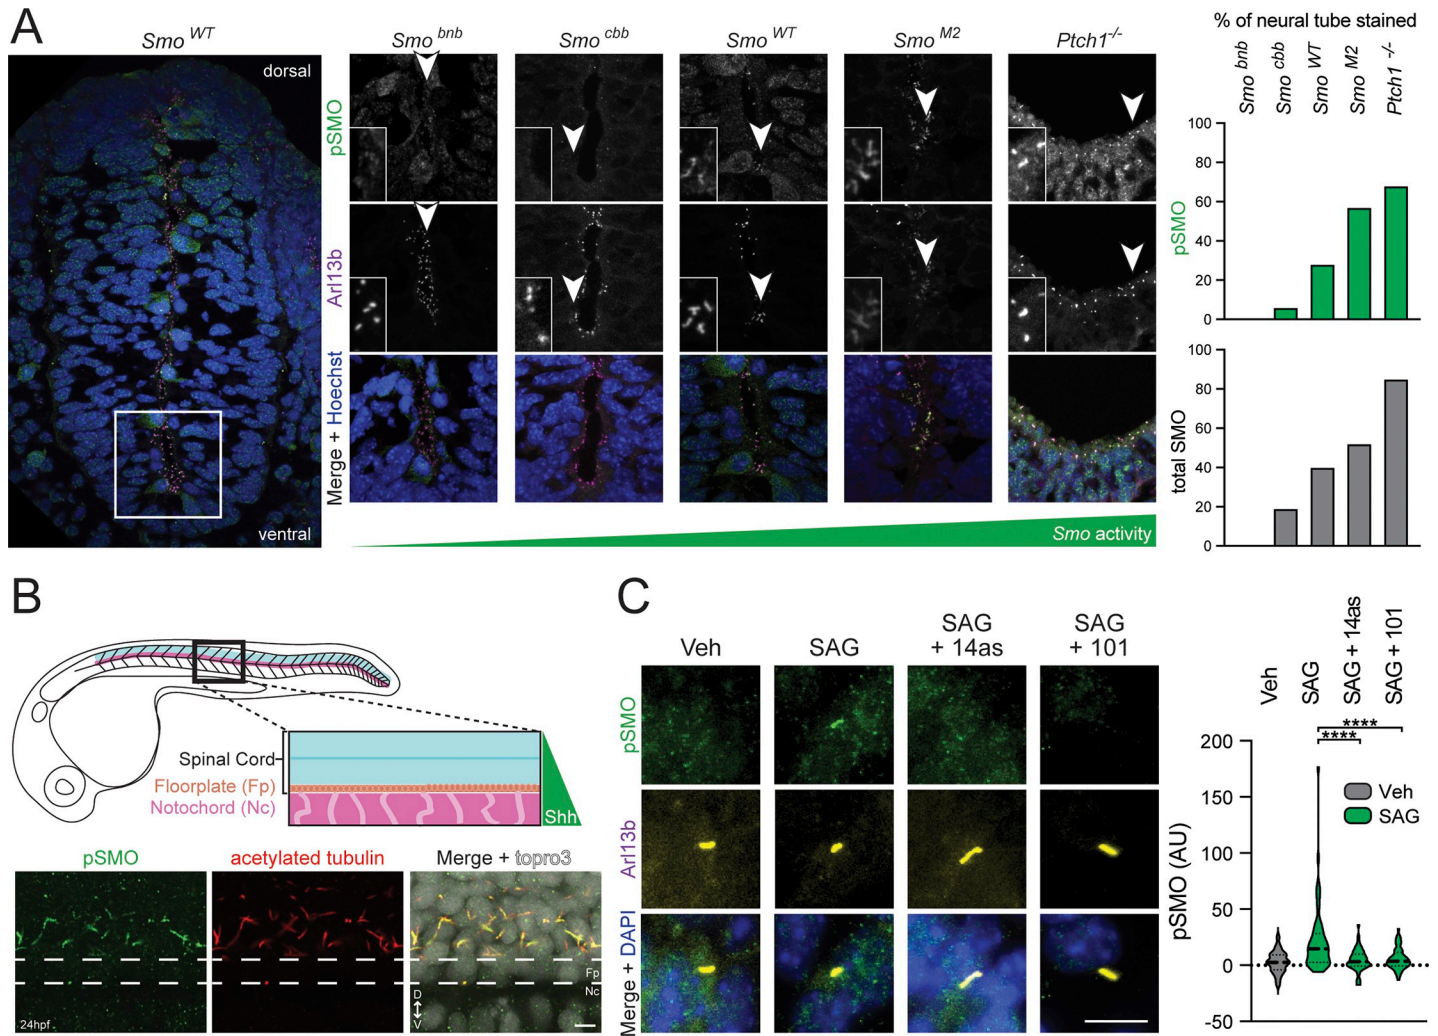 A
Smo WT
dorsal
ventral
Smo bnb
Smo cbb
Smo WT
Smo M2
Ptch1-/-
pSMO
Arl13b
Merge + Hoechst
Smo activity
% of neural tube stained
Smo bnb
Smo cbb
Smo WT
Smo M2
Ptch1 -/-
pSMO
100
80
60
40
20
0
total SMO
100
80
60
40
20
0
B
Spinal Cord
Floorplate (Fp)
Notochord (Nc)
Shh
pSMO
acetylated tubulin
Merge + topro3
Fp
Nc
D
V
24hpf
C
Veh
SAG
SAG
+ 14as
SAG
+ 101
pSMO
Arl13b
Merge + DAPI
Veh
SAG
SAG + 14as
SAG + 101
****
****
Veh
SAG
pSMO (AU)
200
150
100
50
0
-50